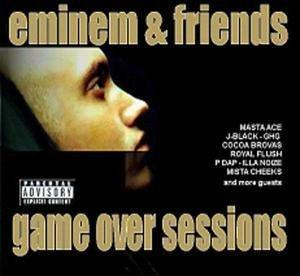 eminem & friends
MASTA ACE
J-BLACK - GHG
COCOA BROVAS
ROYAL FLUSH
P DAP - ILLA NOIZE
MISTA CHEEKS
and more guests
PARENTAL
ADVISORY
EXPLICIT CONTENT
game over sessions